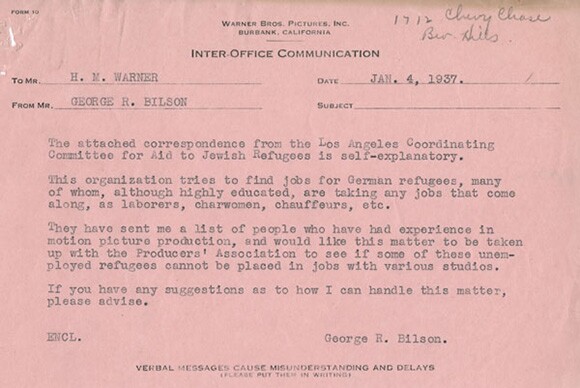 FORM 10
WARNER BROS. PICTURES, INC.
BURBANK, CALIFORNIA
1712 Chevy Chase
Bev. Hills.
INTER-OFFICE COMMUNICATION
TO MR. H. M. WARNER DATE JAN. 4, 1937.
FROM MR. GEORGE R. BILSON SUBJECT
The attached correspondence from the Los Angeles Coordinating
Committee for Aid to Jewish Refugees is self-explanatory.
This organization tries to find jobs for German refugees, many
of whom, although highly educated, are taking any jobs that come
along, as laborers, charwomen, chauffeurs, etc.
They have sent me a list of people who have had experience in
motion picture production, and would like this matter to be taken
up with the Producers' Association to see if some of these unem-
ployed refugees cannot be placed in jobs with various studios.
If you have any suggestions as to how I can handle this matter,
please advise.
ENCL. George R. Bilson.
VERBAL MESSAGES CAUSE MISUNDERSTANDING AND DELAYS
(PLEASE PUT THEM IN WRITING)